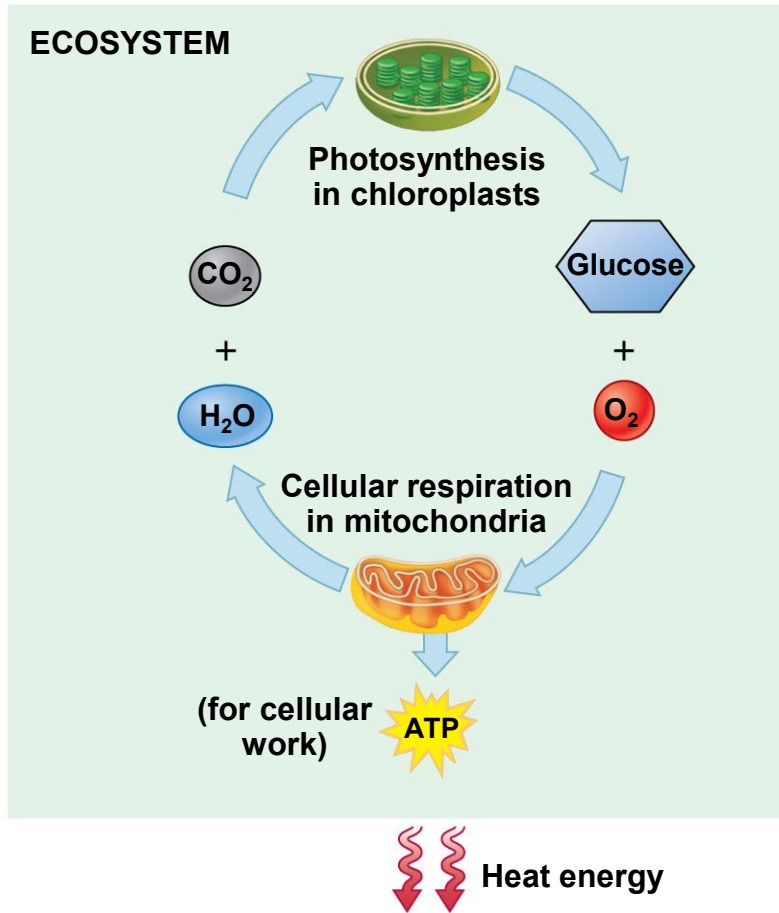 ECOSYSTEM
Photosynthesis
in chloroplasts
CO₂
+
H₂O
Glucose
+
O₂
Cellular respiration
in mitochondria
(for cellular
work)
ATP
Heat energy